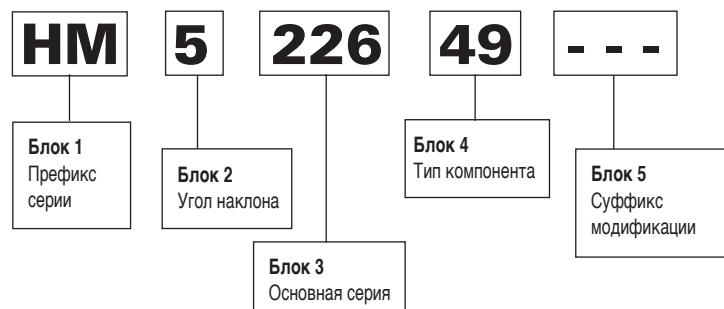 HM 5 226 49 - - -
Блок 1
Префикс
серии
Блок 2
Угол наклона
Блок 3
Основная серия
Блок 4
Тип компонента
Блок 5
Суффикс
модификации